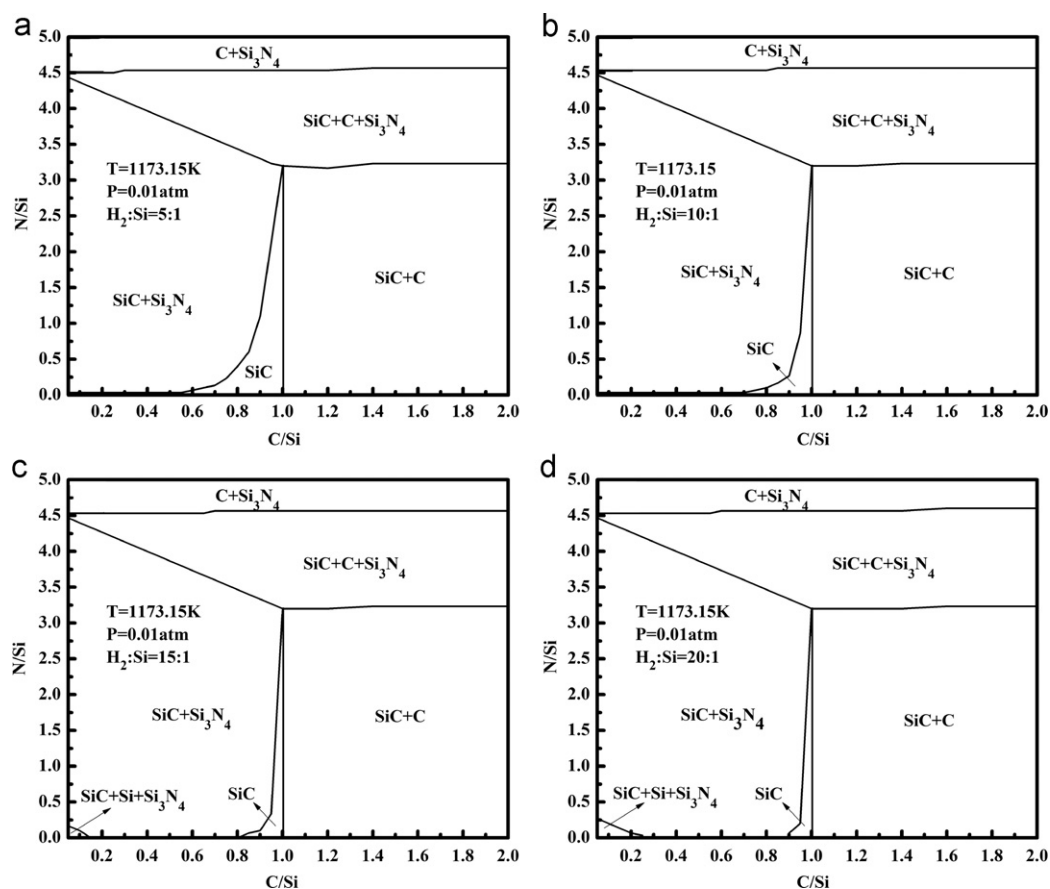 a
5.0
4.5
4.0
3.5
3.0
2.5
2.0
1.5
1.0
0.5
0.0
N/Si
C+Si₃N₄
SiC+C+Si₃N₄
T=1173.15K
P=0.01atm
H₂:Si=5:1
SiC+Si₃N₄
SiC+C
SiC
0.2 0.4 0.6 0.8 1.0 1.2 1.4 1.6 1.8 2.0
C/Si
b
5.0
4.5
4.0
3.5
3.0
2.5
2.0
1.5
1.0
0.5
0.0
N/Si
C+Si₃N₄
SiC+C+Si₃N₄
T=1173.15
P=0.01atm
H₂:Si=10:1
SiC+Si₃N₄
SiC+C
SiC
0.2 0.4 0.6 0.8 1.0 1.2 1.4 1.6 1.8 2.0
C/Si
c
5.0
4.5
4.0
3.5
3.0
2.5
2.0
1.5
1.0
0.5
0.0
N/Si
C+Si₃N₄
SiC+C+Si₃N₄
T=1173.15K
P=0.01atm
H₂:Si=15:1
SiC+Si₃N₄
SiC+C
SiC+Si+Si₃N₄
SiC
0.2 0.4 0.6 0.8 1.0 1.2 1.4 1.6 1.8 2.0
C/Si
d
5.0
4.5
4.0
3.5
3.0
2.5
2.0
1.5
1.0
0.5
0.0
N/Si
C+Si₃N₄
SiC+C+Si₃N₄
T=1173.15K
P=0.01atm
H₂:Si=20:1
SiC+Si₃N4
SiC+C
SiC+Si+Si₃N₄
SiC
0.2 0.4 0.6 0.8 1.0 1.2 1.4 1.6 1.8 2.0
C/Si